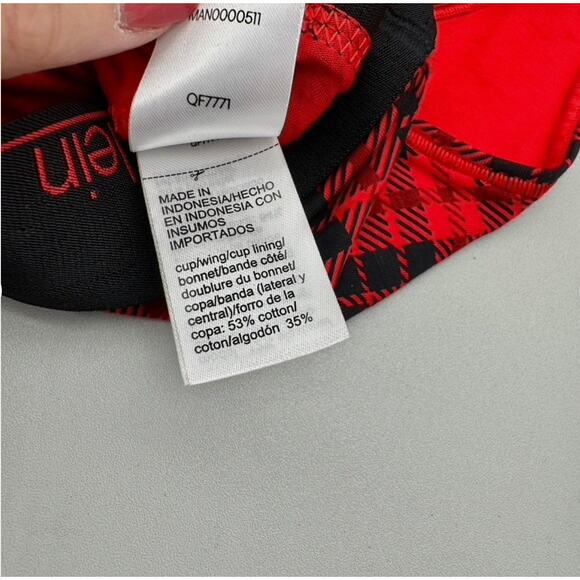 MAN0000511
QF7771
MADE IN
INDONESIA/HECHO
EN INDONESIA CON
INSUMOS
IMPORTADOS
cup/wing/cup lining/
bonnet/bande côté/
doublure du bonnet/
copa/banda (lateral y
central)/forro de la
copa: 53% cotton/
coton/algodón 35%
lein